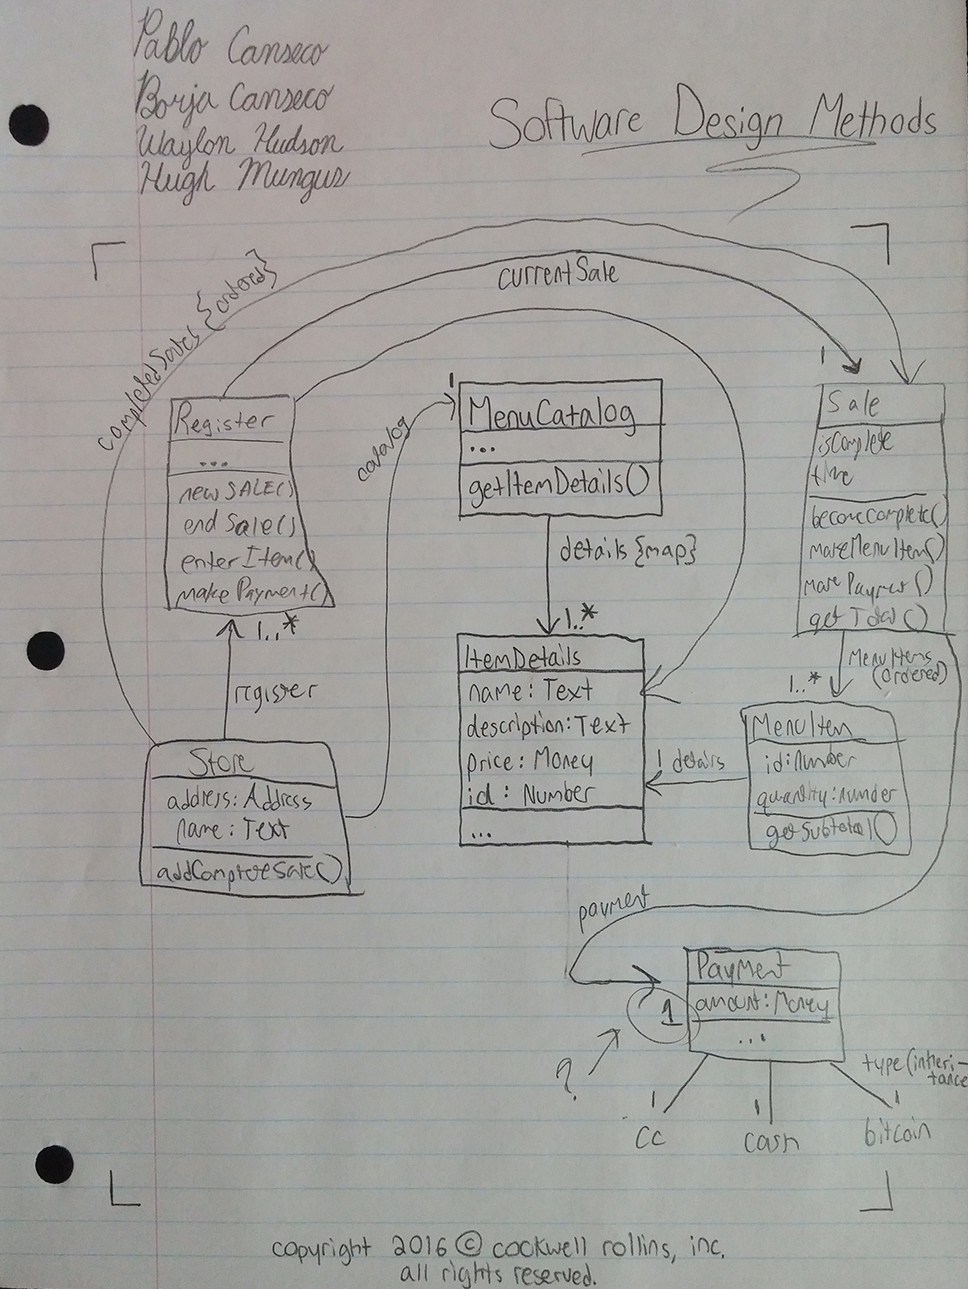 Pablo Canseco
Borja Canseco
Waylon Hudson
Hugh Mungus
Software Design Methods
completedSales {ordered}
currentSale
1
1
catalog
Register
...
newSALE()
endSale()
enterItem()
makePayment()
MenuCatalog
...
getItemDetails()
Sale
isComplete
time
becomeComplete()
makeMenuItem()
makePayment()
getTotal()
details {map}
1..*
1..*
register
ItemDetails
name: Text
description: Text
price: Money
id: Number
...
MenuItems
(ordered)
1..*
MenuItem
id: number
quantity: number
getSubtotal()
1 details
Store
address: Address
name: Text
addCompleteSale()
payment
Payment
amount: Money
...
1
?
type (inheri-
tance
1
1
1
cc
cash
bitcoin
copyright 2016 © cockwell rollins, inc.
all rights reserved.